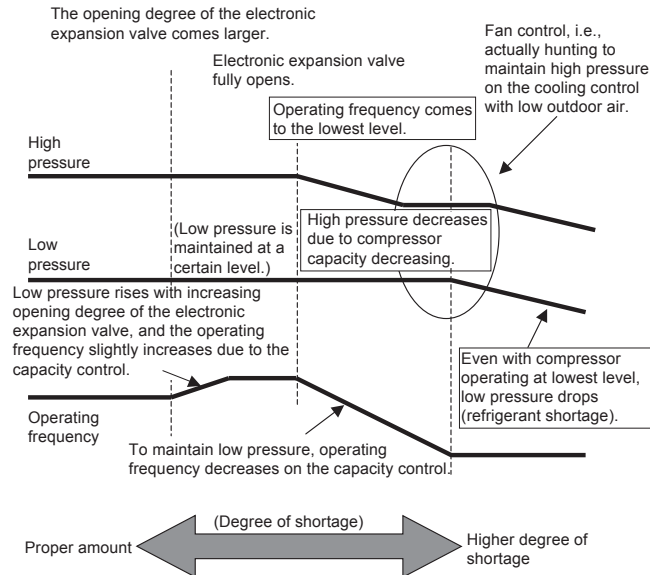 The opening degree of the electronic
expansion valve comes larger.
Electronic expansion valve
fully opens.
Fan control, i.e.,
actually hunting to
maintain high pressure
on the cooling control
with low outdoor air.
Operating frequency comes
to the lowest level.
High
pressure
(Low pressure is
maintained at a
certain level.)
High pressure decreases
due to compressor
capacity decreasing.
Low
pressure
Low pressure rises with increasing
opening degree of the electronic
expansion valve, and the operating
frequency slightly increases due to the
capacity control.
Even with compressor
operating at lowest level,
low pressure drops
(refrigerant shortage).
Operating
frequency
To maintain low pressure, operating
frequency decreases on the capacity control.
(Degree of shortage)
Proper amount
Higher degree of
shortage